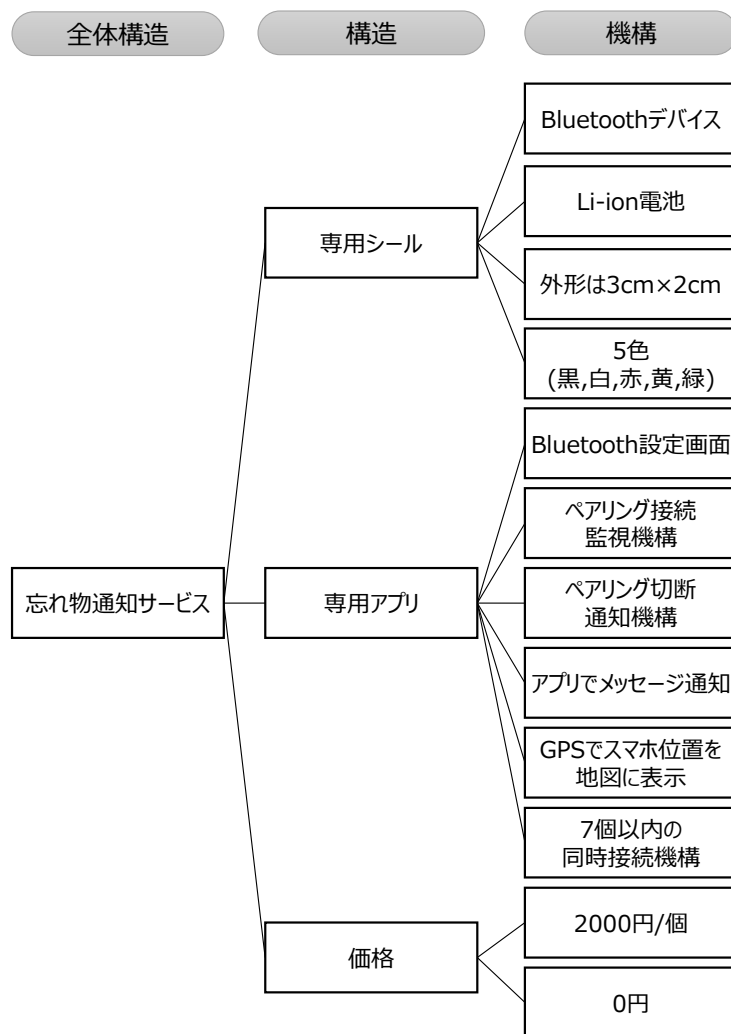 全体構造
構造
機構
Bluetoothデバイス
Li-ion電池
専用シール
外形は3cm×2cm
5色
(黒,白,赤,黄,緑)
Bluetooth設定画面
ペアリング接続
監視機構
忘れ物通知サービス
専用アプリ
ペアリング切断
通知機構
アプリでメッセージ通知
GPSでスマホ位置を
地図に表示
7個以内の
同時接続機構
価格
2000円/個
0円